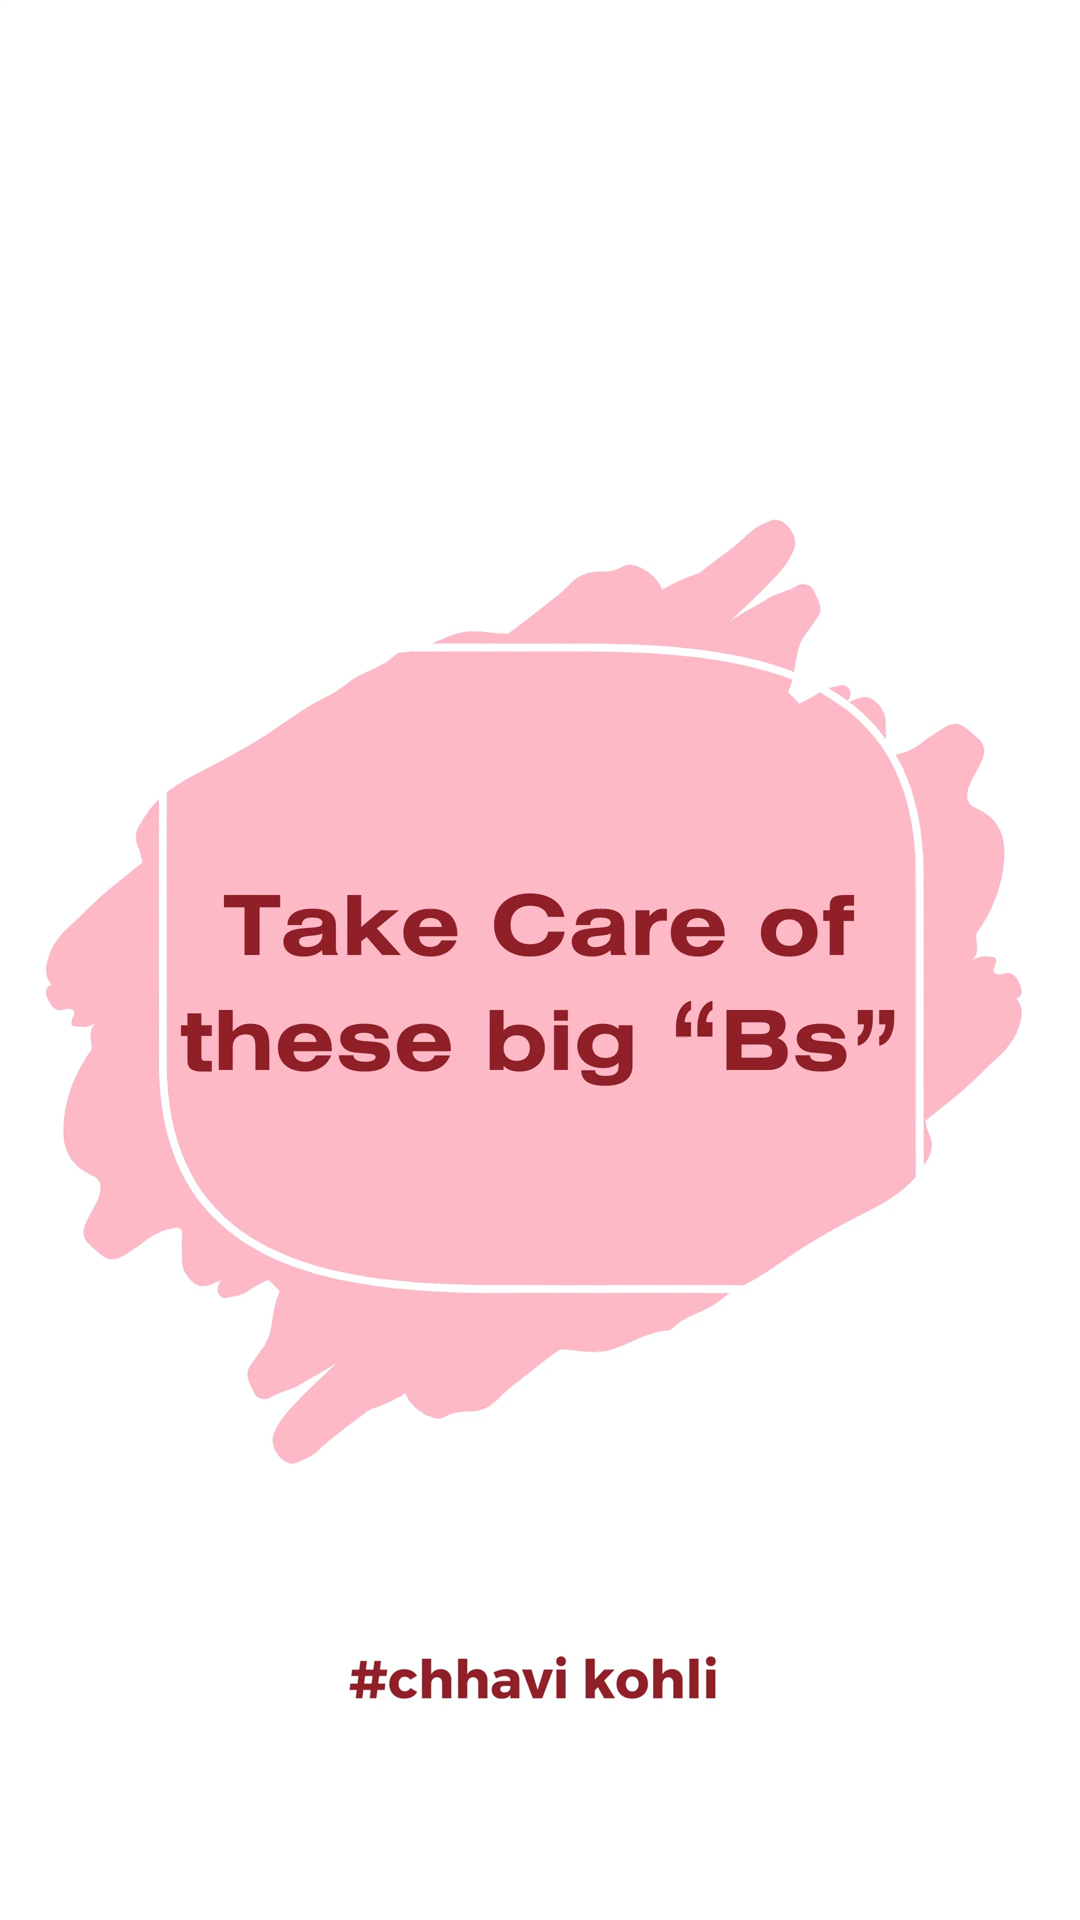 Take Care of
these big “Bs”
#chhavi kohli